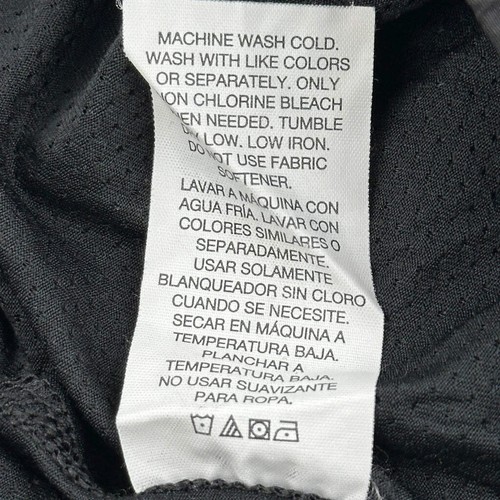 MACHINE WASH COLD.
WASH WITH LIKE COLORS
OR SEPARATELY. ONLY
NON CHLORINE BLEACH
EN NEEDED. TUMBLE
DRY LOW. LOW IRON.
DO NOT USE FABRIC
SOFTENER.
LAVAR A MÁQUINA CON
AGUA FRÍA. LAVAR CON
COLORES SIMILARES O
SEPARADAMENTE.
USAR SOLAMENTE
BLANQUEADOR SIN CLORO
CUANDO SE NECESITE.
SECAR EN MÁQUINA A
TEMPERATURA BAJA.
PLANCHAR A
TEMPERATURA BAJA.
NO USAR SUAVIZANTE
PARA ROPA.